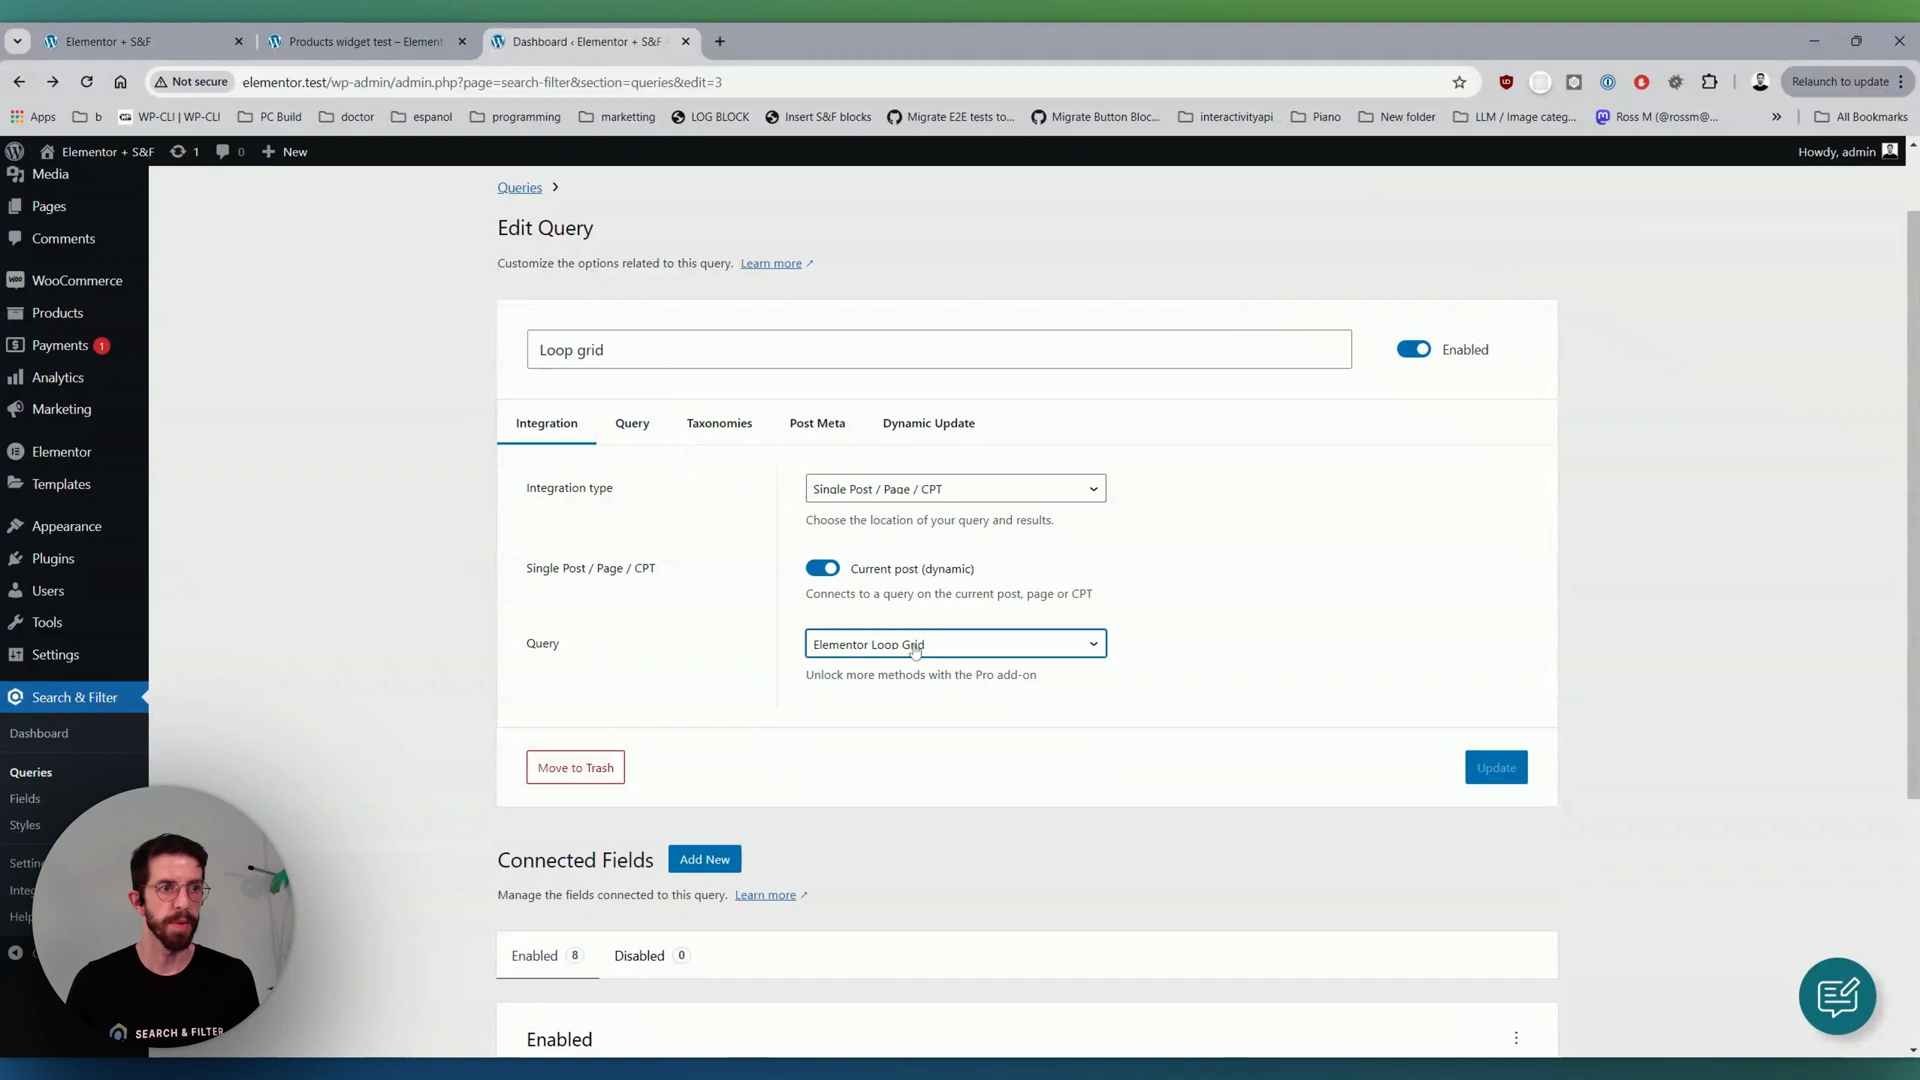 Elementor + S&F
Products widget test – Element
Dashboard ‹ Elementor + S&F
Not secure
elementor.test/wp-admin/admin.php?page=search-filter&section=queries&edit=3
Relaunch to update
Apps
b
WP-CLI | WP-CLI
PC Build
doctor
espanol
programming
marketting
LOG BLOCK
Insert S&F blocks
Migrate E2E tests to...
Migrate Button Bloc...
interactivityapi
Piano
New folder
LLM / Image categ...
Ross M (@rossm@...
All Bookmarks
Elementor + S&F
1
0
New
Howdy, admin
Media
Pages
Comments
WooCommerce
Products
Payments 1
Analytics
Marketing
Elementor
Templates
Appearance
Plugins
Users
Tools
Settings
Search & Filter
Dashboard
Queries
Fields
Styles
Queries
Edit Query
Customize the options related to this query. Learn more ↗
Loop grid
Enabled
Integration
Query
Taxonomies
Post Meta
Dynamic Update
Integration type
Single Post / Page / CPT
Choose the location of your query and results.
Single Post / Page / CPT
Current post (dynamic)
Connects to a query on the current post, page or CPT
Query
Elementor Loop Grid
Unlock more methods with the Pro add-on
Move to Trash
Update
Connected Fields
Add New
Manage the fields connected to this query. Learn more ↗
Enabled 8
Disabled 0
Enabled
SEARCH & FILTER